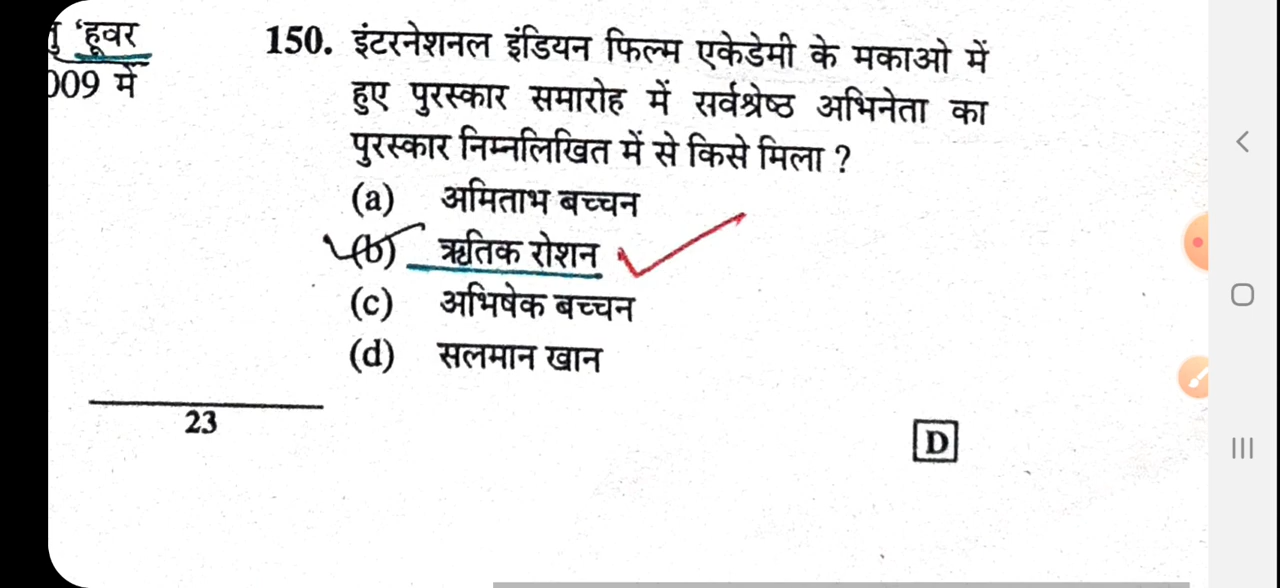 ‘हूवर
009 में
150. इंटरनेशनल इंडियन फिल्म एकेडेमी के मकाओ में
हुए पुरस्कार समारोह में सर्वश्रेष्ठ अभिनेता का
पुरस्कार निम्नलिखित में से किसे मिला ?
(a) अमिताभ बच्चन
(b) ऋतिक रोशन
(c) अभिषेक बच्चन
(d) सलमान खान
23
D